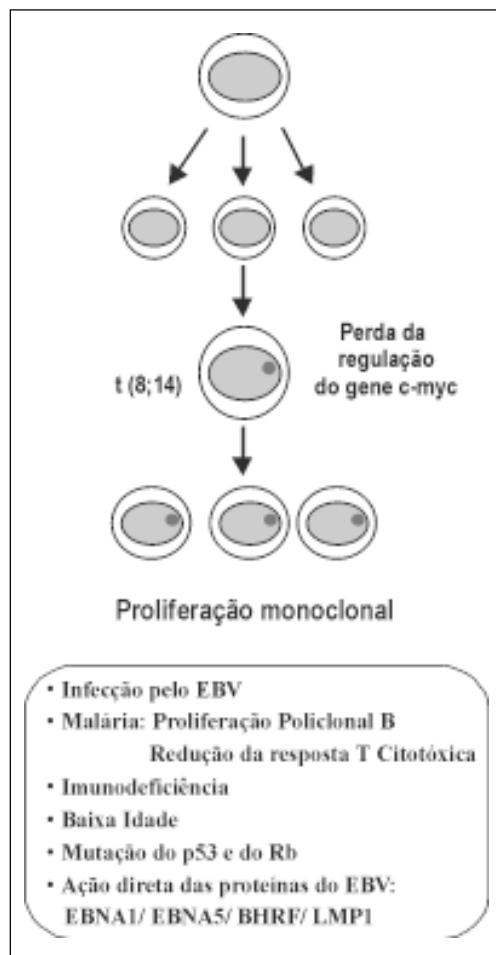 t (8;14)
Perda da
regulação
do gene c-myc
Proliferação monoclonal
• Infecção pelo EBV
• Malária: Proliferação Policlonal B
Redução da resposta T Citotóxica
• Imunodeficiência
• Baixa Idade
• Mutação do p53 e do Rb
• Ação direta das proteínas do EBV:
EBNA1/ EBNA5/ BHRF/ LMP1